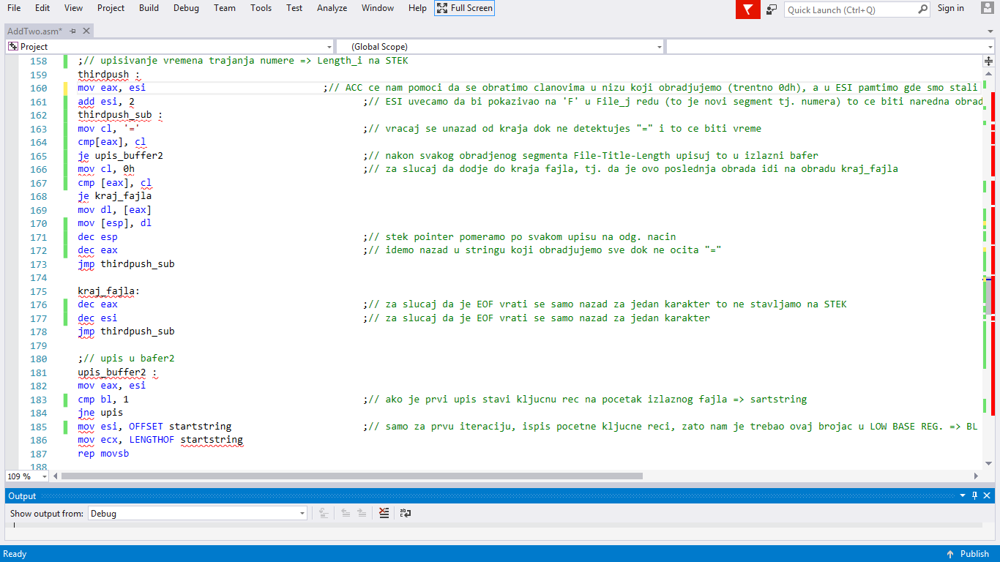 File Edit View Project Build Debug Team Tools Test Analyze Window Help Full Screen Quick Launch (Ctrl+Q) Sign in
AddTwo.asm*
Project (Global Scope)
158 ;// upisivanje vremena trajanja numere => Length_i na STEK
159 thirdpush :
160 mov eax, esi ;// ACC ce nam pomoci da se obratimo clanovima u nizu koji obradjujemo (trentno 0dh), a u ESI pamtimo gde smo stali
161 add esi, 2 ;// ESI uvecamo da bi pokazivao na 'F' u File_j redu (to je novi segment tj. numera) to ce biti naredna obrad
162 thirdpush_sub :
163 mov cl, '=' ;// vracaj se unazad od kraja dok ne detektujes "=" i to ce biti vreme
164 cmp[eax], cl
165 je upis_buffer2 ;// nakon svakog obradjenog segmenta File-Title-Length upisuj to u izlazni bafer
166 mov cl, 0h ;// za slucaj da dodje do kraja fajla, tj. da je ovo poslednja obrada idi na obradu kraj_fajla
167 cmp [eax], cl
168 je kraj_fajla
169 mov dl, [eax]
170 mov [esp], dl
171 dec esp ;// stek pointer pomeramo po svakom upisu na odg. nacin
172 dec eax ;// idemo nazad u stringu koji obradjujemo sve dok ne ocita "="
173 jmp thirdpush_sub
174
175 kraj_fajla:
176 dec eax ;// za slucaj da je EOF vrati se samo nazad za jedan karakter to ne stavljamo na STEK
177 dec esi ;// za slucaj da je EOF vrati se samo nazad za jedan karakter
178 jmp thirdpush_sub
179
180 ;// upis u bafer2
181 upis_buffer2 :
182 mov eax, esi
183 cmp bl, 1 ;// ako je prvi upis stavi kljucnu rec na pocetak izlaznog fajla => sartstring
184 jne upis
185 mov esi, OFFSET startstring ;// samo za prvu iteraciju, ispis pocetne kljucne reci, zato nam je trebao ovaj brojac u LOW BASE REG. => BL
186 mov ecx, LENGTHOF startstring
187 rep movsb
188
109 %
Output
Show output from: Debug
Ready Publish